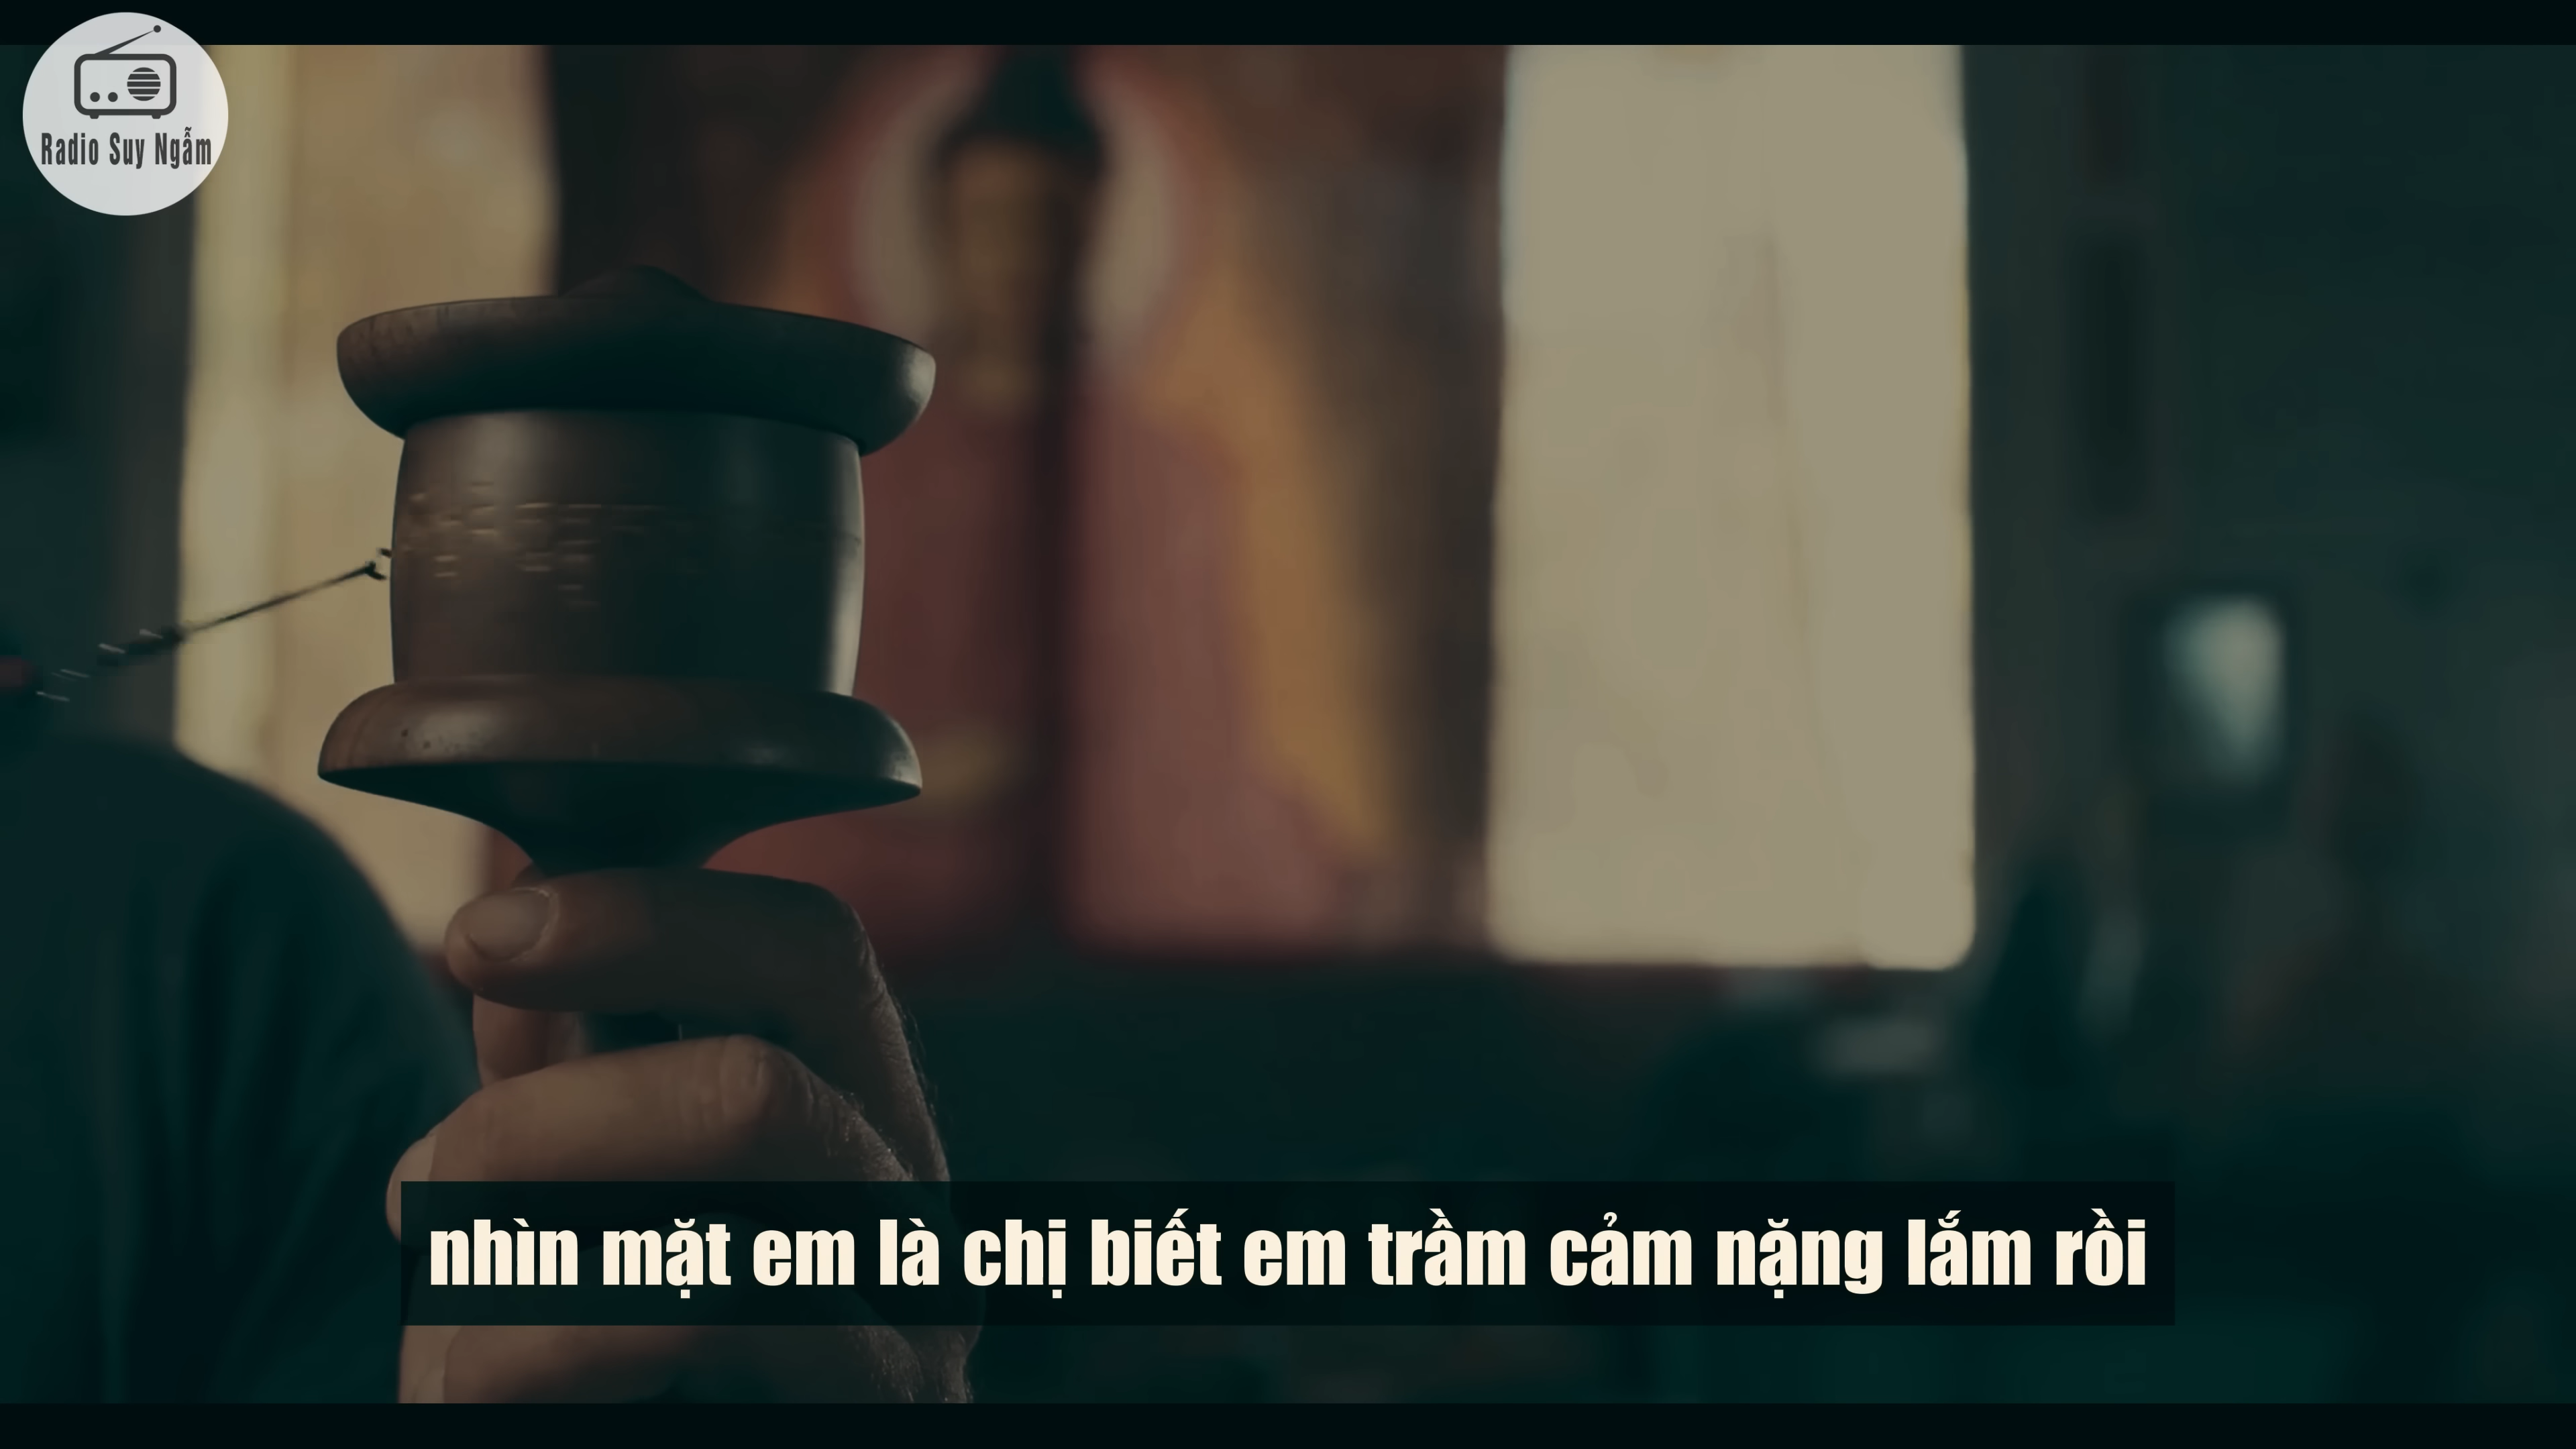 Radio Suy Ngẫm
nhìn mặt em là chị biết em trầm cảm nặng lắm rồi